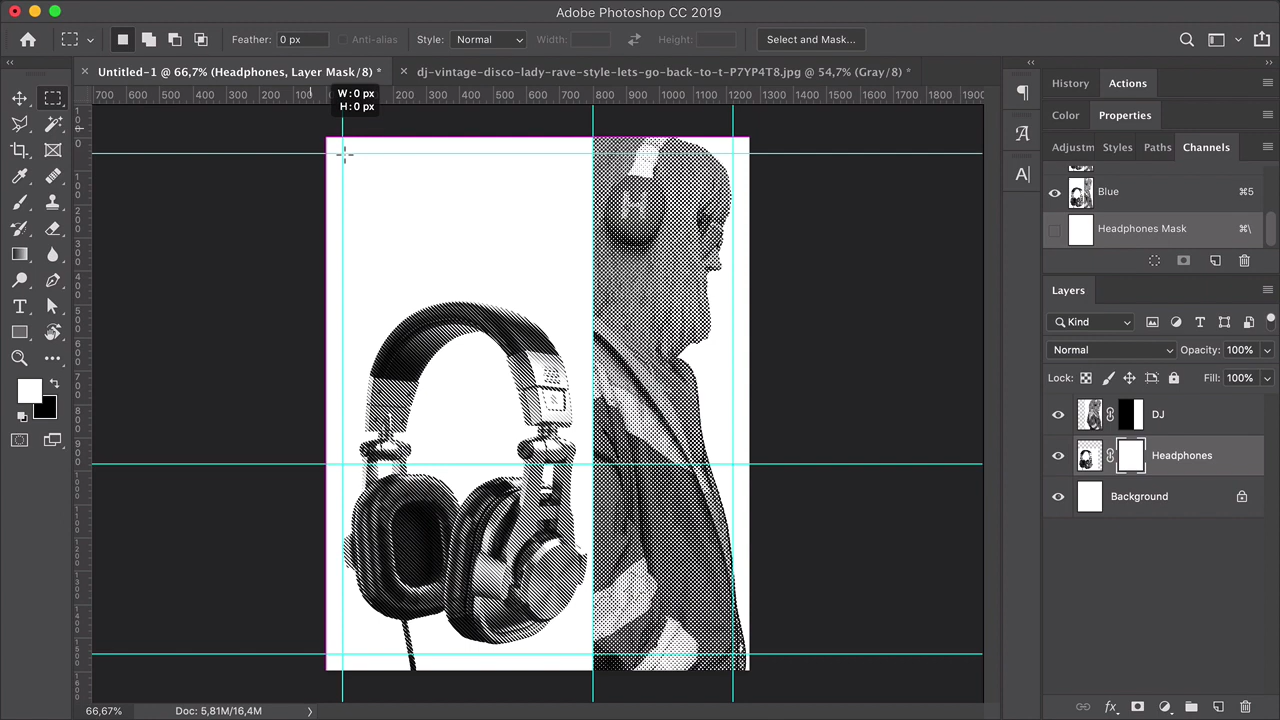 Adobe Photoshop CC 2019
Feather: 0 px Anti-alias Style: Normal Width: Height: Select and Mask...
Untitled-1 @ 66,7% (Headphones, Layer Mask/8) * dj-vintage-disco-lady-rave-style-lets-go-back-to-t-P7YP4T8.jpg @ 54,7% (Gray/8) *
700 600 500 400 300 200 100 200 300 400 500 600 700 800 900 1000 1100 1200 1300 1400 1500 1600 1700 1800 1900
W: 0 px
H: 0 px
History Actions
Color Properties
Adjustm Styles Paths Channels
Blue ⌘5
Headphones Mask ⌘\
Layers
Kind
Normal Opacity: 100%
Lock: Fill: 100%
DJ
Headphones
Background
H
66,67% Doc: 5,81M/16,4M